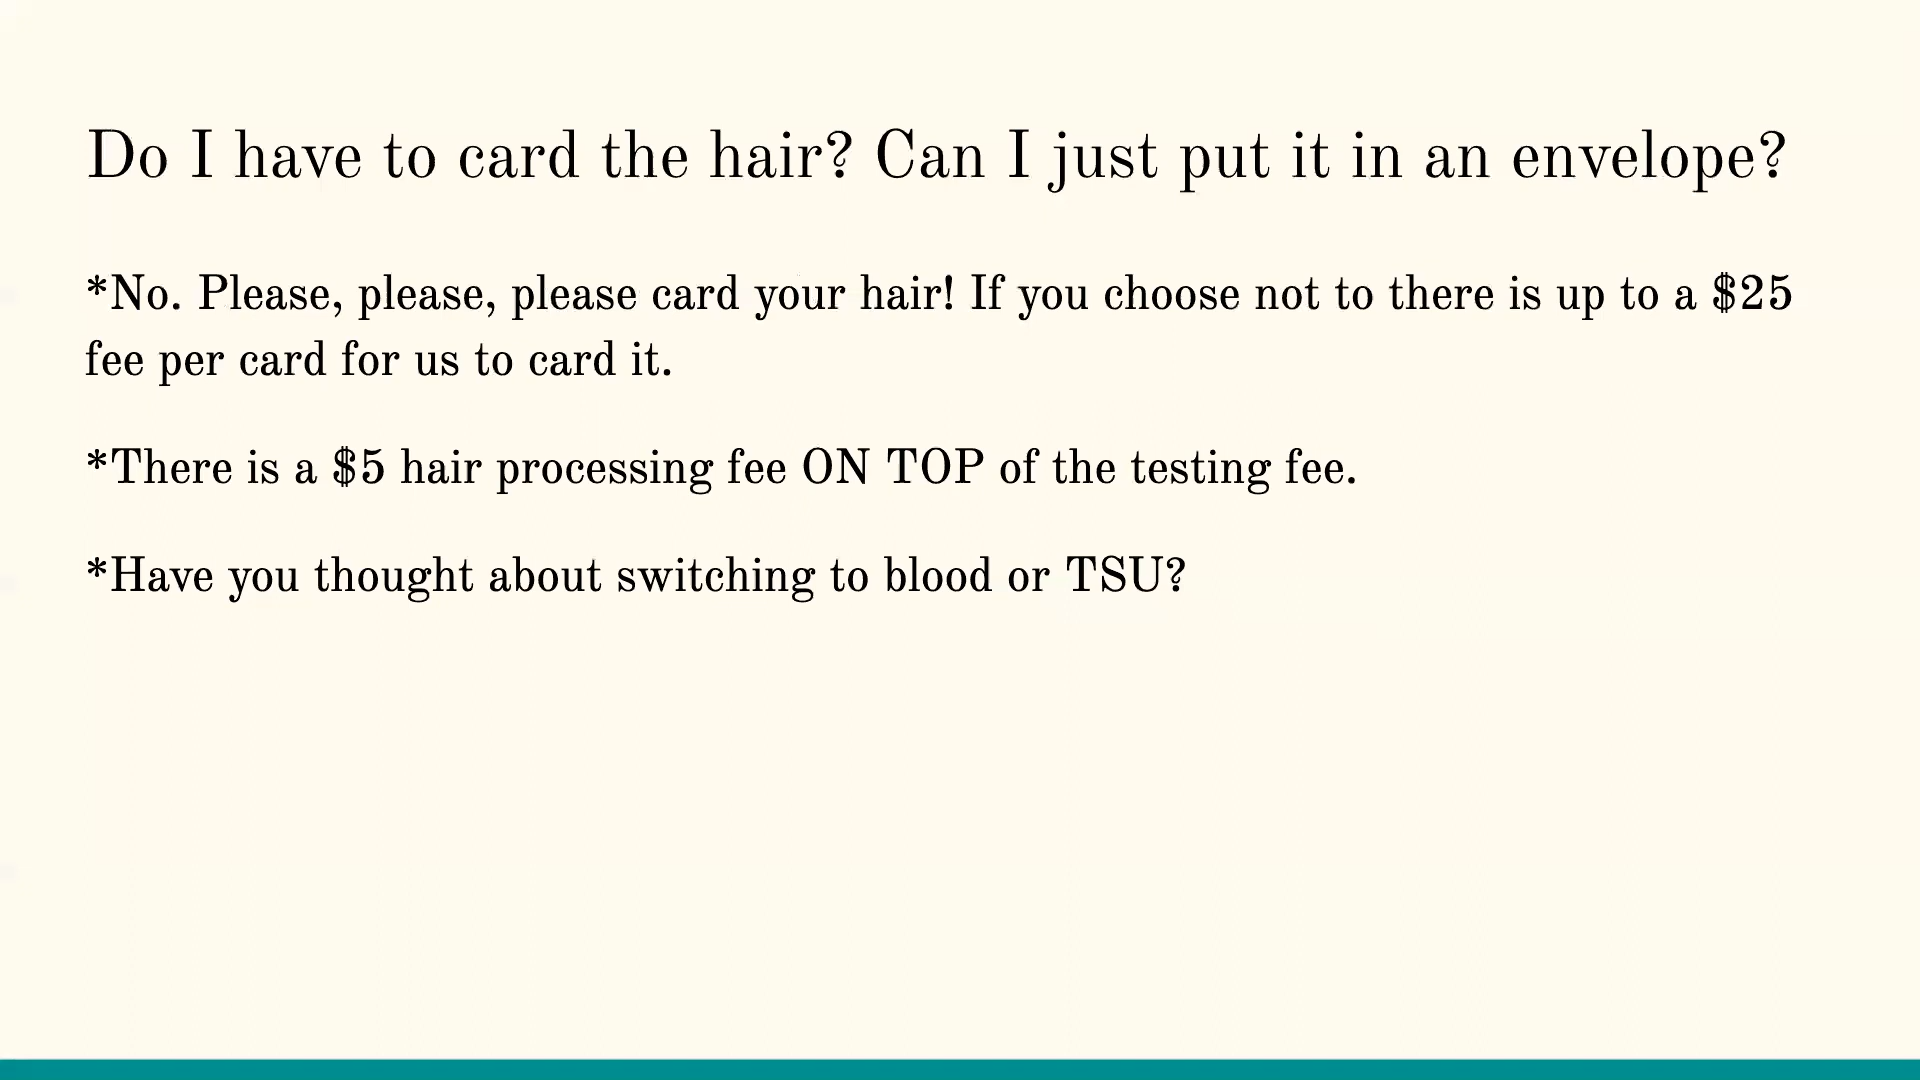 Do I have to card the hair? Can I just put it in an envelope?
*No. Please, please, please card your hair! If you choose not to there is up to a $25
fee per card for us to card it.
*There is a $5 hair processing fee ON TOP of the testing fee.
*Have you thought about switching to blood or TSU?